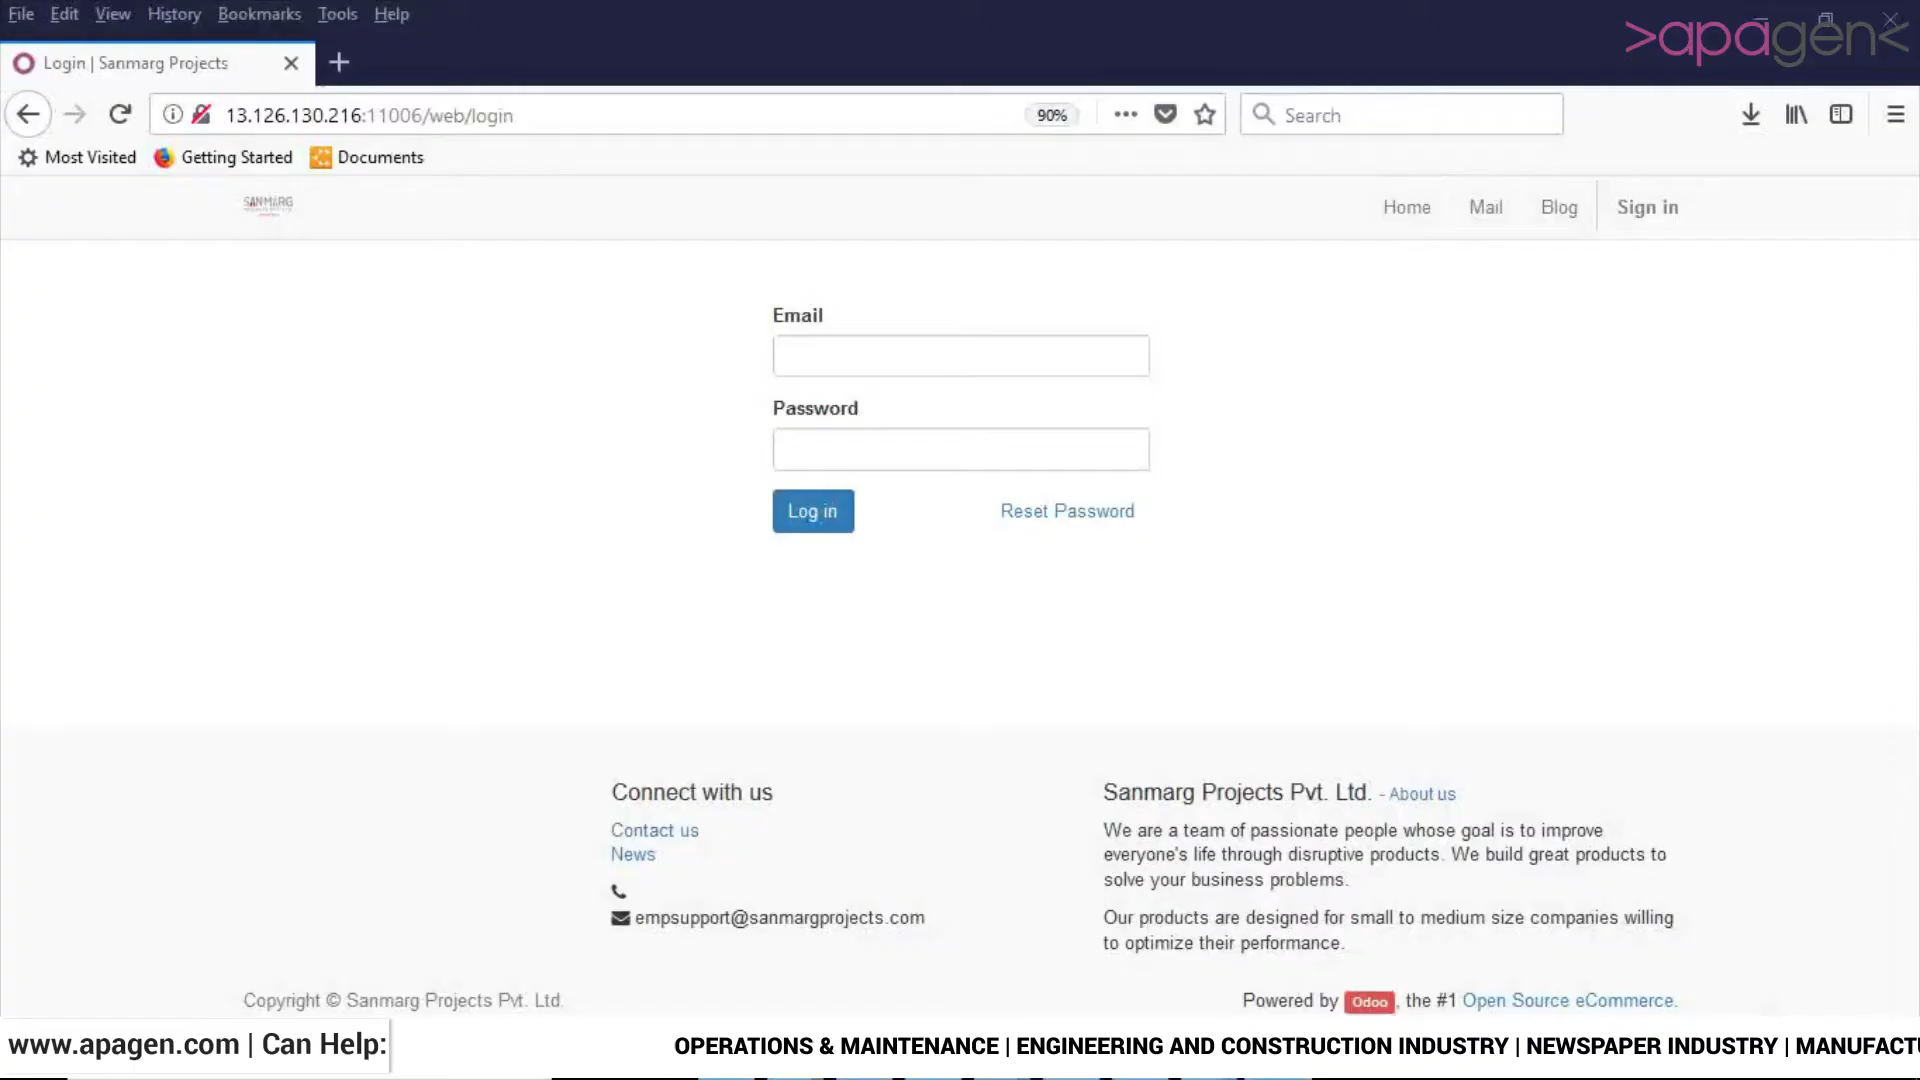 File Edit View History Bookmarks Tools Help
>apagen<
Login | Sanmarg Projects
13.126.130.216:11006/web/login
90%
Search
Most Visited Getting Started Documents
SANMARG
Home Mail Blog Sign in
Email
Password
Log in Reset Password
Connect with us
Contact us
News
empsupport@sanmargprojects.com
Sanmarg Projects Pvt. Ltd. - About us
We are a team of passionate people whose goal is to improve
everyone's life through disruptive products. We build great products to
solve your business problems.
Our products are designed for small to medium size companies willing
to optimize their performance.
Copyright © Sanmarg Projects Pvt. Ltd.
Powered by Odoo, the #1 Open Source eCommerce.
www.apagen.com | Can Help:
OPERATIONS & MAINTENANCE | ENGINEERING AND CONSTRUCTION INDUSTRY | NEWSPAPER INDUSTRY | MANUFACTU